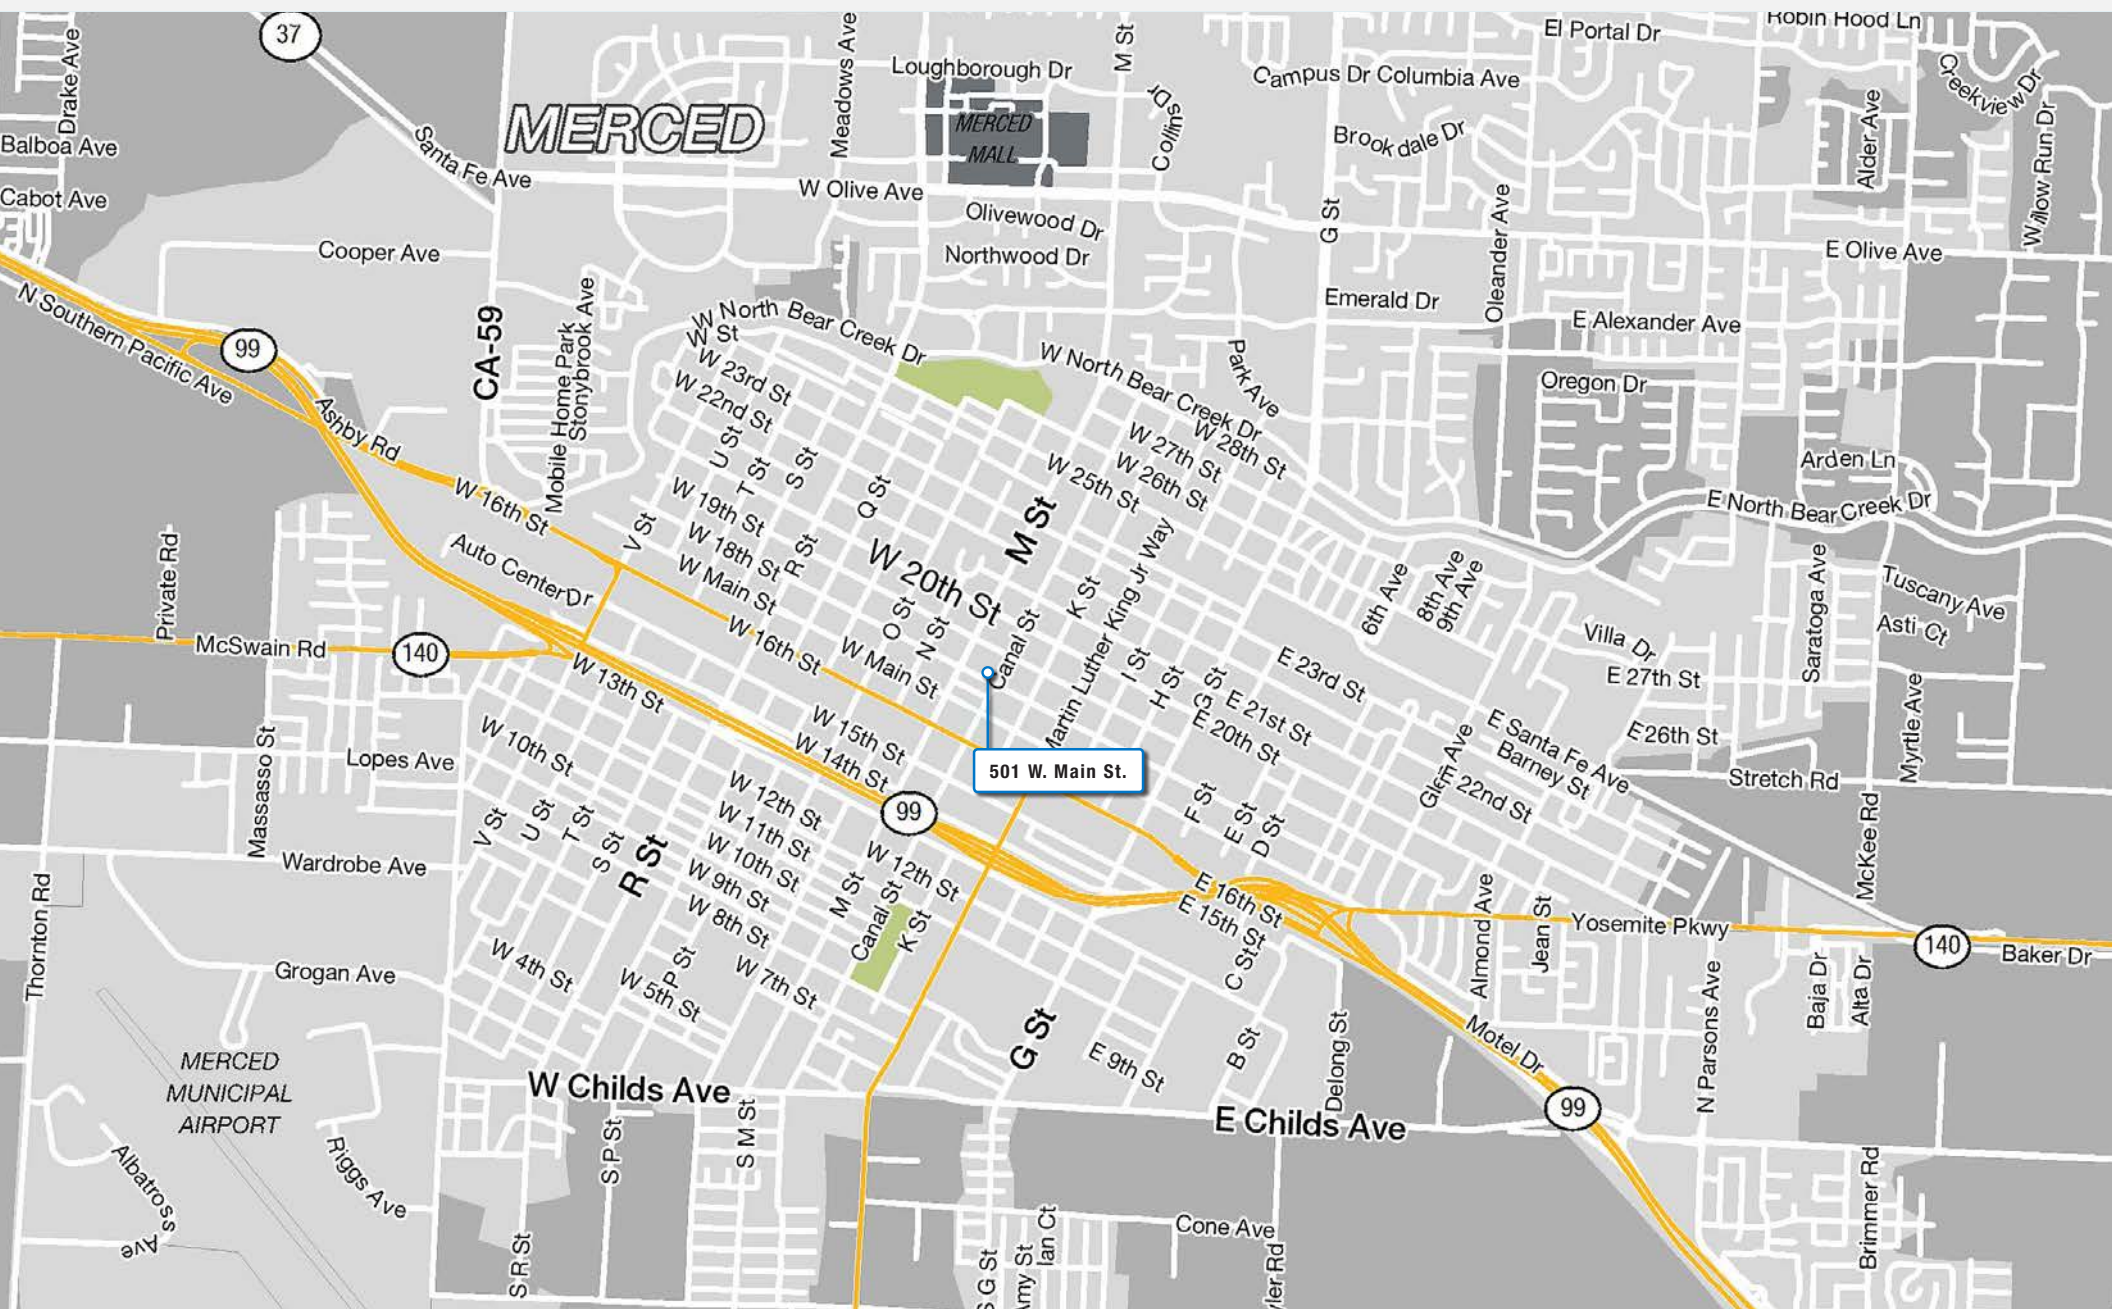 37
Drake Ave
Meadows Ave
M St
El Portal Dr
Robin Hood Ln
Loughborough Dr
Campus Dr
Columbia Ave
Creekview Dr
MERCED
MERCED
MALL
Collins Dr
Brookdale Dr
Alder Ave
Willow Run Dr
Balboa Ave
Santa Fe Ave
Cabot Ave
W Olive Ave
Olivewood Dr
G St
Oleander Ave
Cooper Ave
Northwood Dr
E Olive Ave
N Southern Pacific Ave
Emerald Dr
E Alexander Ave
99
CA-59
Mobile Home Park
Stonybrook Ave
W North Bear Creek Dr
W St
W 23rd St
W 22nd St
W North Bear Creek Dr
Park Ave
Oregon Dr
Ashby Rd
U St
T St
S St
Q St
W 28th St
W 27th St
W 26th St
W 25th St
Arden Ln
E North Bear Creek Dr
W 16th St
V St
W 19th St
W 18th St
R St
W Main St
W 20th St
M St
Private Rd
Auto Center Dr
K St
Martin Luther King Jr Way
6th Ave
8th Ave
9th Ave
Saratoga Ave
Tuscany Ave
Asti Ct
McSwain Rd
140
W 16th St
W Main St
O St
N St
Canal St
Villa Dr
E 27th St
W 13th St
I St
H St
G St
E 23rd St
E 21st St
E 20th St
E Santa Fe Ave
E 26th St
Myrtle Ave
Massasso St
Lopes Ave
W 10th St
W 15th St
W 14th St
501 W. Main St.
Glen Ave
Barney St
Stretch Rd
22nd St
99
V St
U St
T St
S St
R St
W 12th St
W 11th St
W 10th St
W 9th St
W 8th St
W 12th St
F St
E St
D St
McKee Rd
Wardrobe Ave
Thornton Rd
M St
Canal St
K St
E 16th St
E 15th St
C St
Almond Ave
Jean St
Yosemite Pkwy
140
Baker Dr
Grogan Ave
W 4th St
P St
W 5th St
W 7th St
N Parsons Ave
Baja Dr
Alta Dr
MERCED
MUNICIPAL
AIRPORT
G St
E 9th St
B St
Delong St
Motel Dr
W Childs Ave
E Childs Ave
99
Albatross Ave
Riggs Ave
S P St
S M St
S R St
S G St
Amy St
Ian Ct
Cone Ave
Brimmer Rd